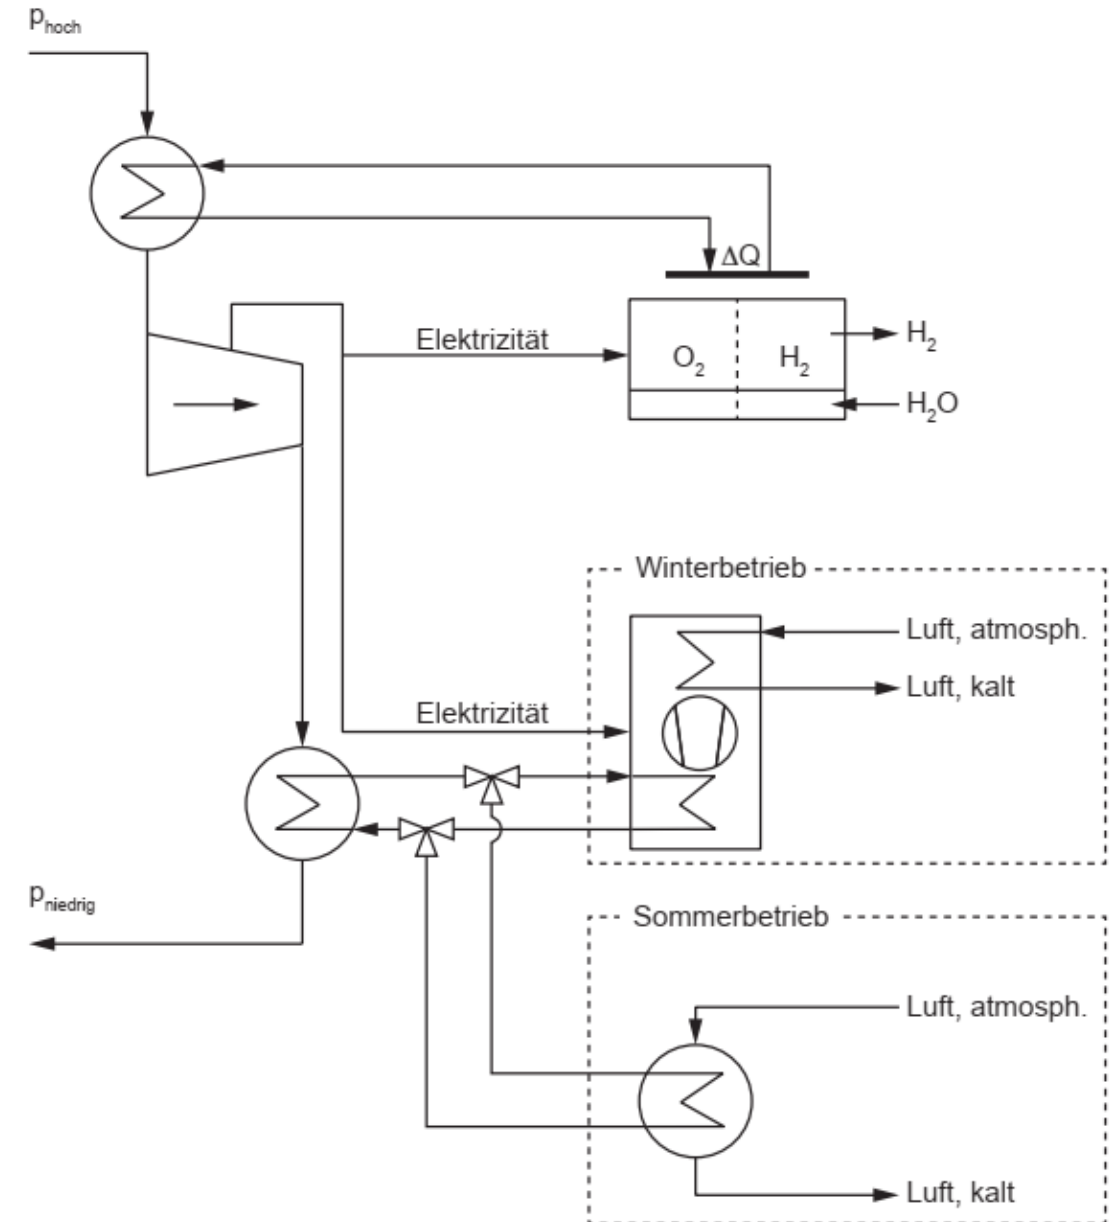 p_hoch
ΔQ
Elektrizität
O₂
H₂
H₂
H₂O
Winterbetrieb
Luft, atmosph.
Luft, kalt
Elektrizität
p_niedrig
Sommerbetrieb
Luft, atmosph.
Luft, kalt